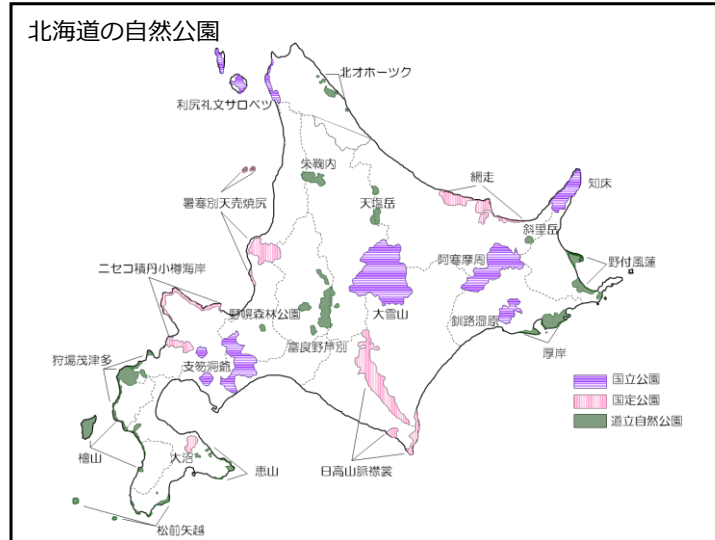 北海道の自然公園
北オホーツク
利尻礼文サロベツ
朱鞠内
網走
知床
暑寒別天売焼尻
天塩岳
斜里岳
ニセコ積丹小樽海岸
阿寒摩周
野付風蓮
野幌森林公園
大雪山
釧路湿原
富良野芦別
厚岸
狩場茂津多
支笏洞爺
国立公園
国定公園
道立自然公園
檜山
大沼
恵山
日高山脈襟裳
松前矢越